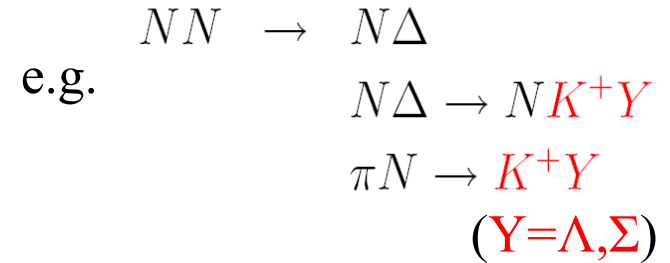 NN → NΔ
e.g.
NΔ → NK⁺Y
πN → K⁺Y
(Y=Λ,Σ)